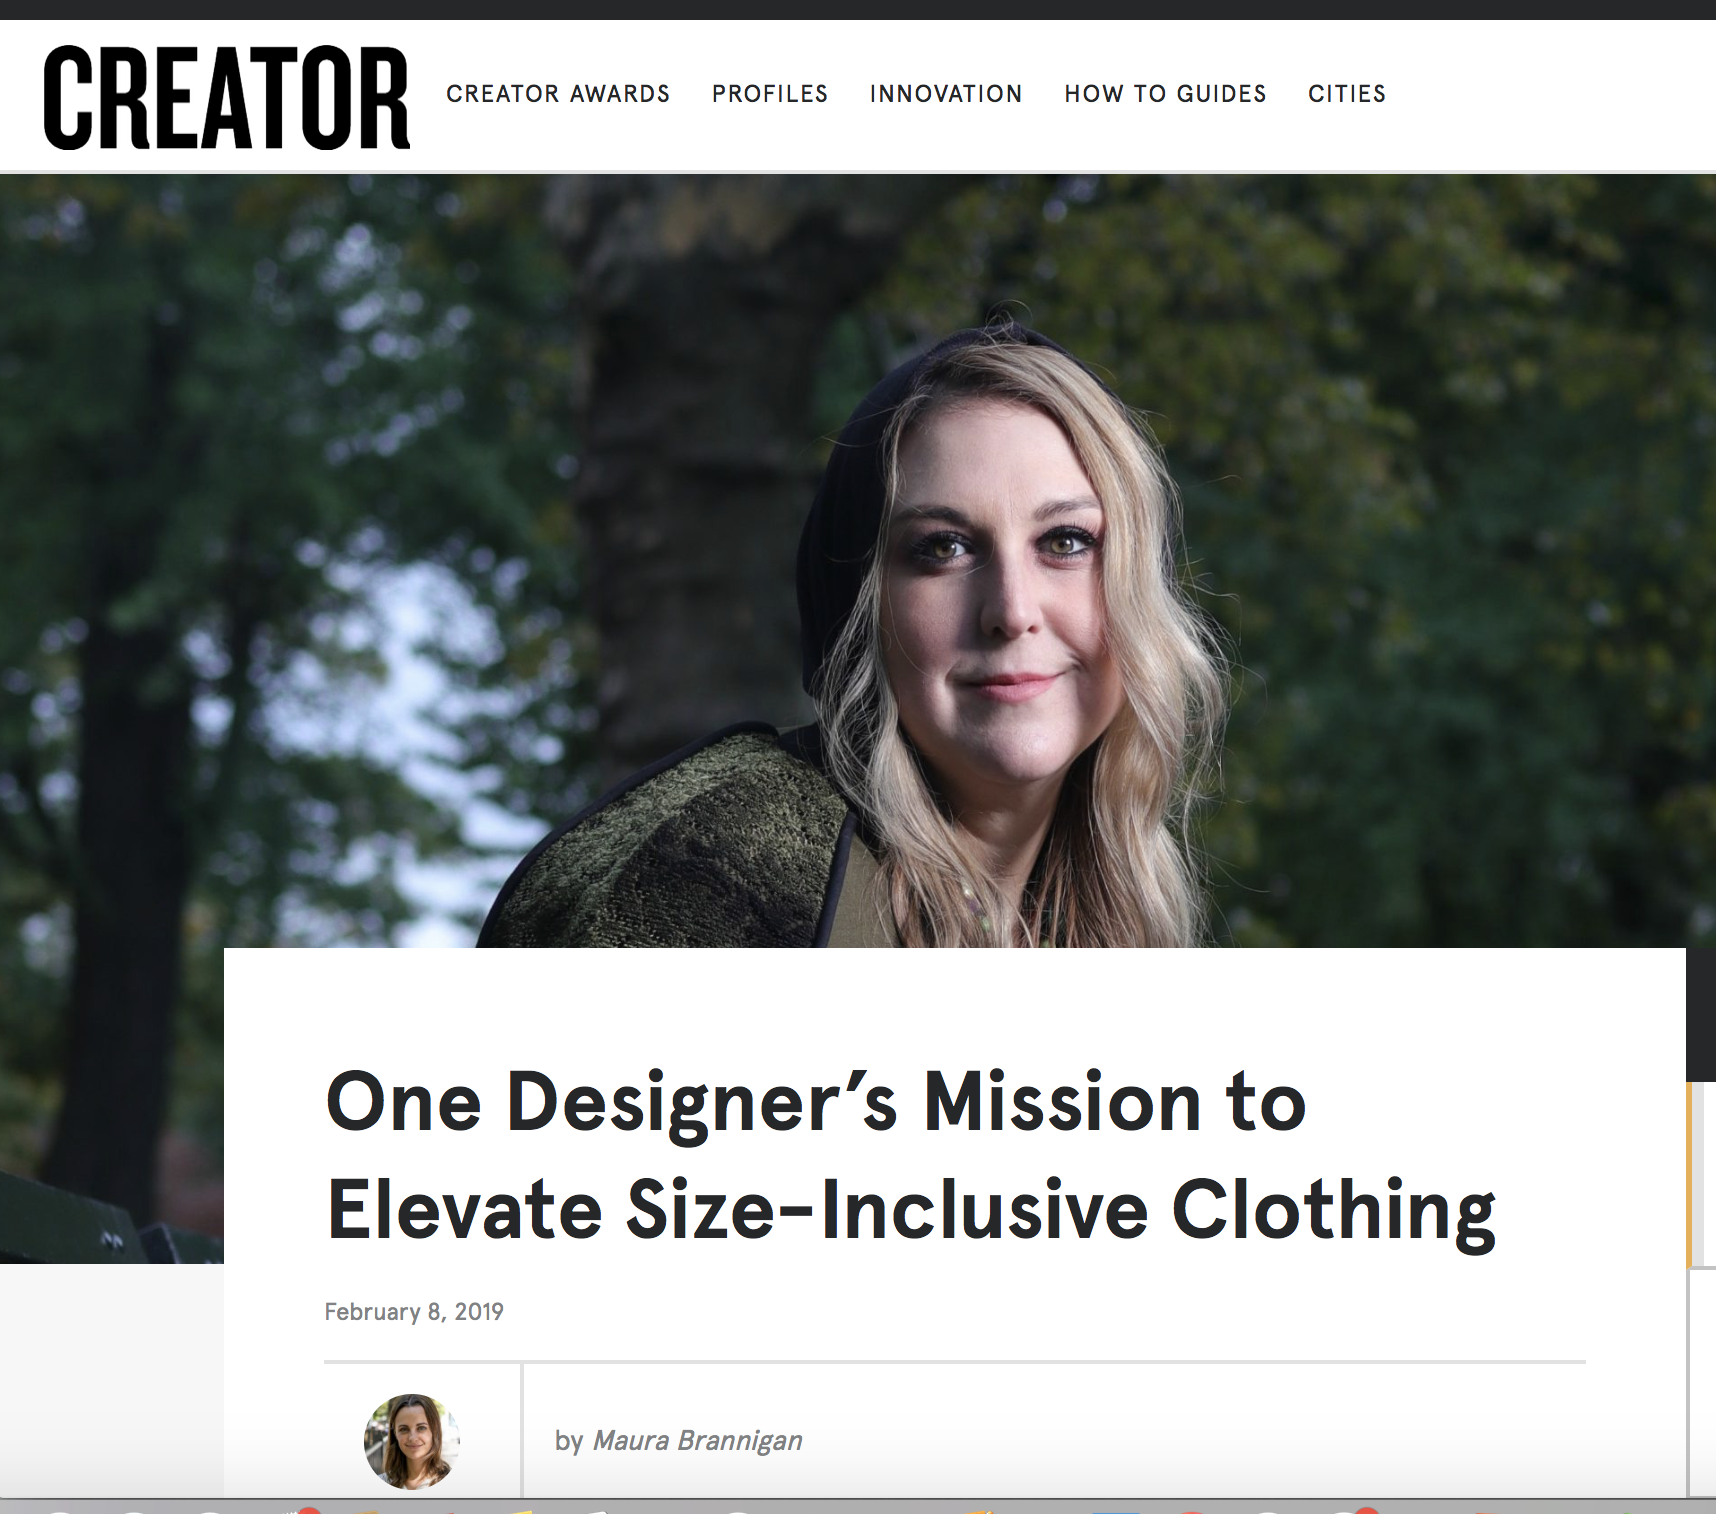 CREATOR
CREATOR AWARDS PROFILES INNOVATION HOW TO GUIDES CITIES
One Designer’s Mission to
Elevate Size-Inclusive Clothing
February 8, 2019
by Maura Brannigan